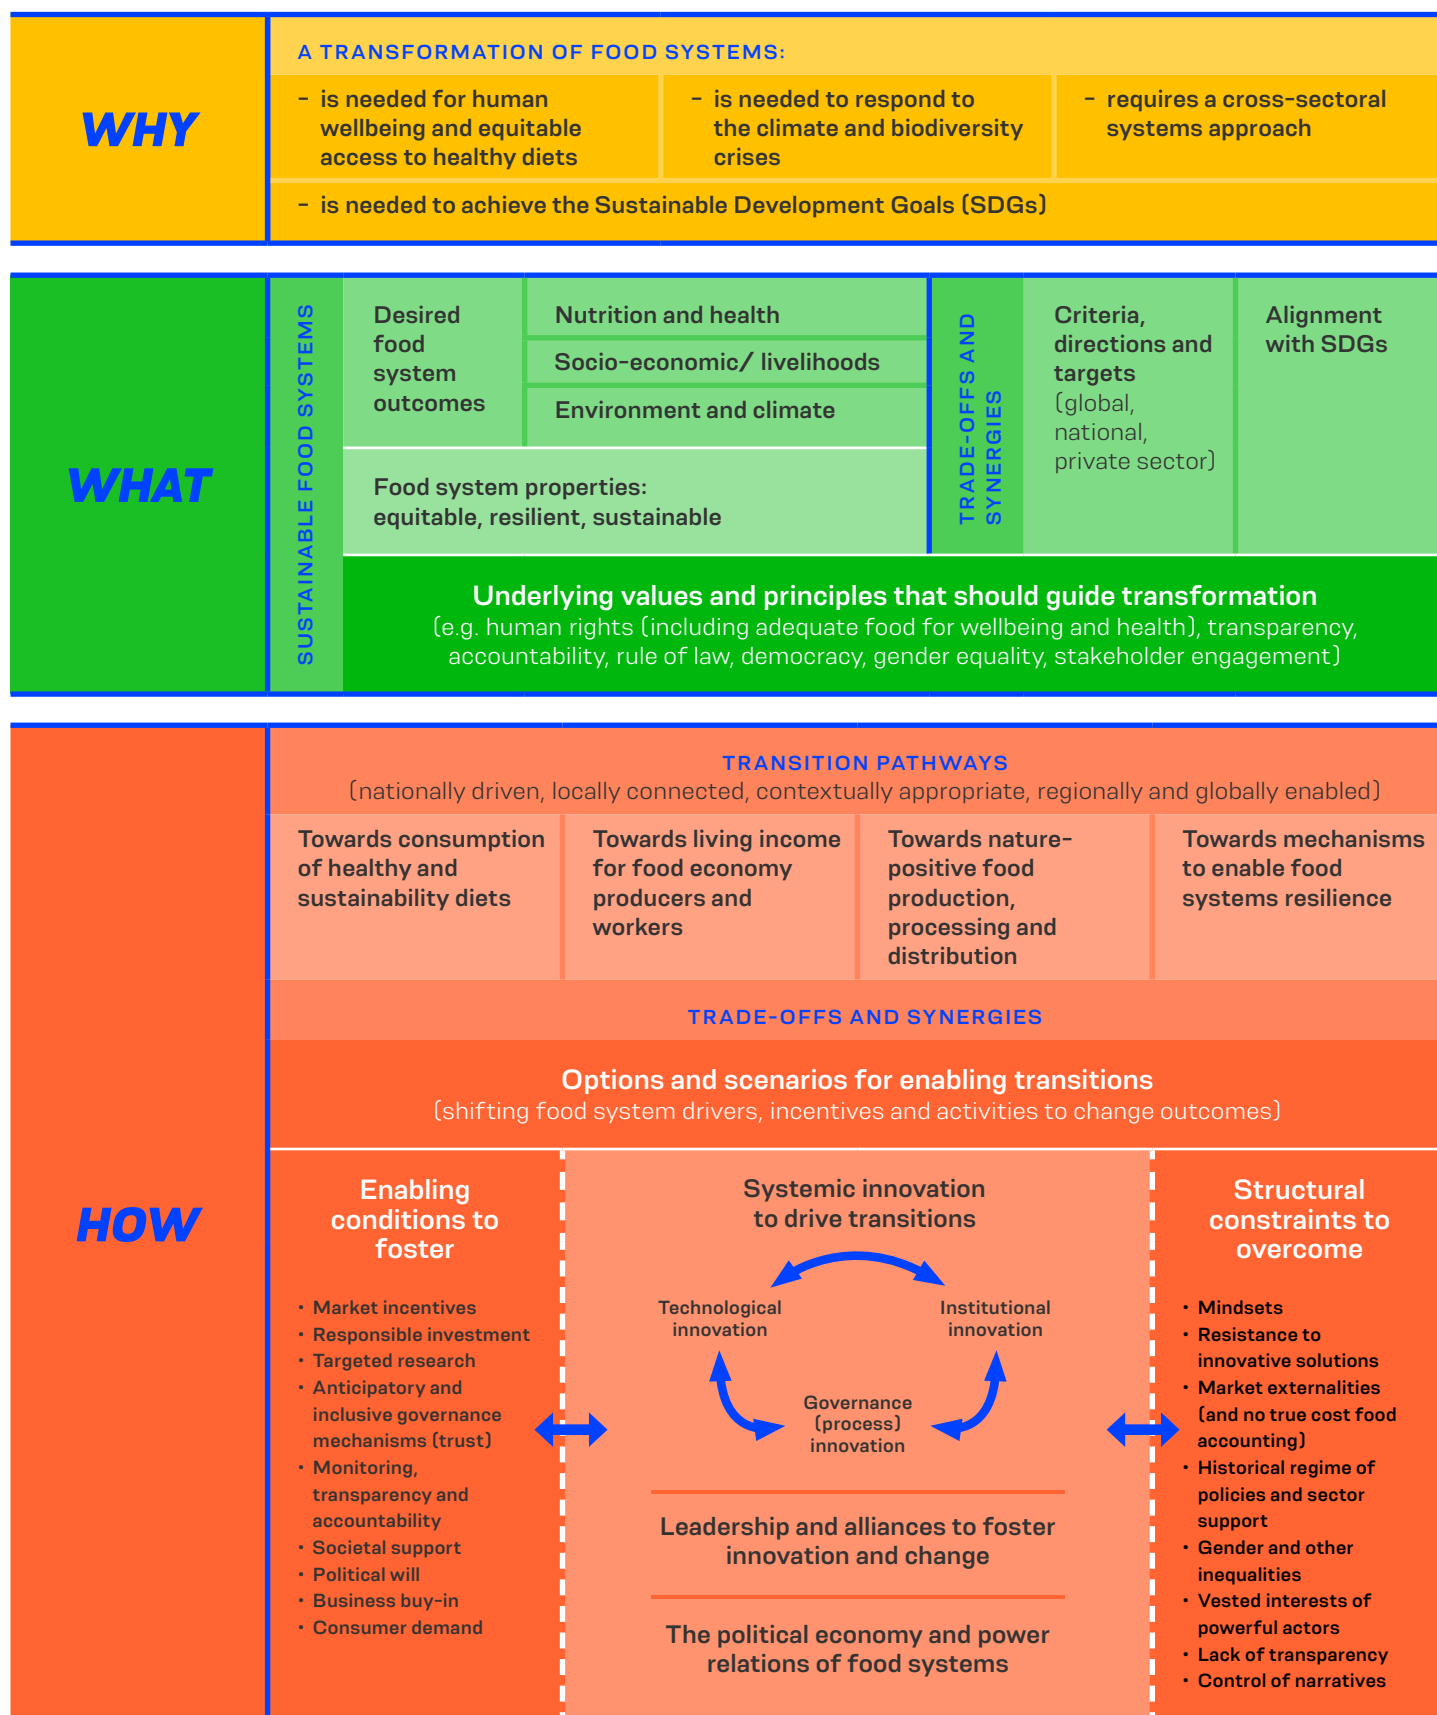 WHY
A TRANSFORMATION OF FOOD SYSTEMS:
– is needed for human
wellbeing and equitable
access to healthy diets
– is needed to respond to
the climate and biodiversity
crises
– requires a cross-sectoral
systems approach
– is needed to achieve the Sustainable Development Goals (SDGs)
WHAT
SUSTAINABLE FOOD SYSTEMS
Desired
food
system
outcomes
Nutrition and health
Socio-economic/ livelihoods
Environment and climate
Food system properties:
equitable, resilient, sustainable
TRADE-OFFS AND
SYNERGIES
Criteria,
directions and
targets
(global,
national,
private sector)
Alignment
with SDGs
Underlying values and principles that should guide transformation
(e.g. human rights (including adequate food for wellbeing and health), transparency,
accountability, rule of law, democracy, gender equality, stakeholder engagement)
HOW
TRANSITION PATHWAYS
(nationally driven, locally connected, contextually appropriate, regionally and globally enabled)
Towards consumption
of healthy and
sustainability diets
Towards living income
for food economy
producers and
workers
Towards nature-
positive food
production,
processing and
distribution
Towards mechanisms
to enable food
systems resilience
TRADE-OFFS AND SYNERGIES
Options and scenarios for enabling transitions
(shifting food system drivers, incentives and activities to change outcomes)
Enabling
conditions to
foster
• Market incentives
• Responsible investment
• Targeted research
• Anticipatory and
inclusive governance
mechanisms (trust)
• Monitoring,
transparency and
accountability
• Societal support
• Political will
• Business buy-in
• Consumer demand
Systemic innovation
to drive transitions
Technological
innovation
Institutional
innovation
Governance
(process)
innovation
Leadership and alliances to foster
innovation and change
The political economy and power
relations of food systems
Structural
constraints to
overcome
• Mindsets
• Resistance to
innovative solutions
• Market externalities
(and no true cost food
accounting)
• Historical regime of
policies and sector
support
• Gender and other
inequalities
• Vested interests of
powerful actors
• Lack of transparency
• Control of narratives